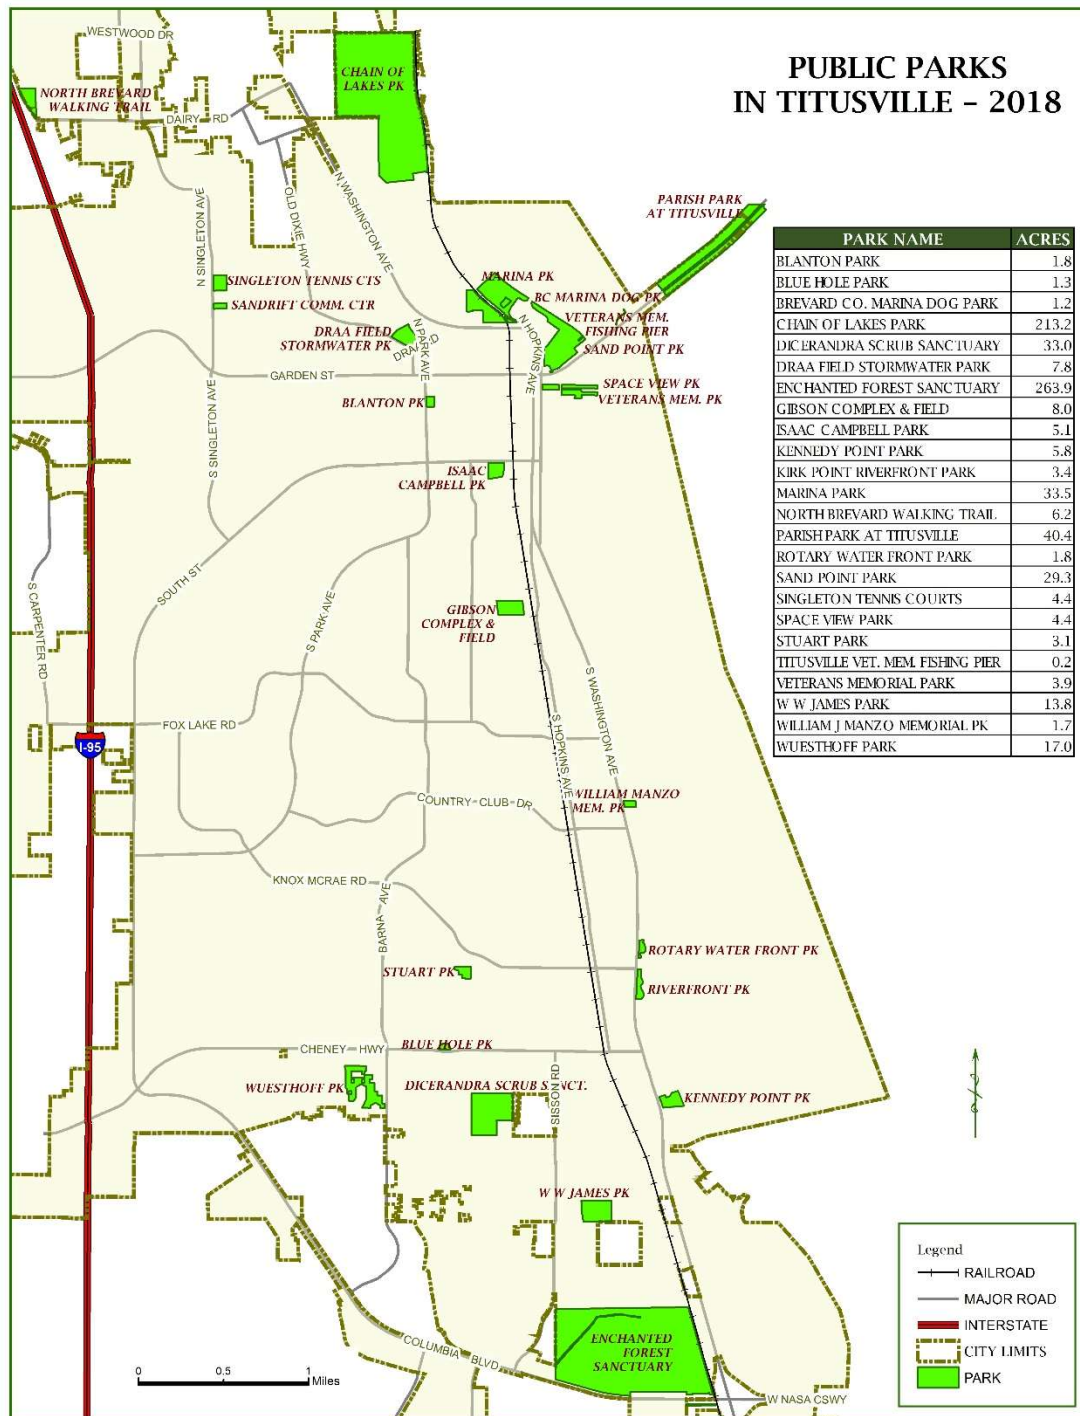 PUBLIC PARKS
IN TITUSVILLE – 2018
WESTWOOD DR
CHAIN OF
LAKES PK
NORTH BREVARD
WALKING TRAIL
DAIRY RD
N SINGLETON AVE
OLD DIXIE HWY
N WASHINGTON AVE
PARISH PARK
AT TITUSVILLE
SINGLETON TENNIS CTS
SANDRIFT COMM. CTR
MARINA PK
BC MARINA DOG PK
VETERANS MEM.
FISHING PIER
SAND POINT PK
DRAA FIELD
STORMWATER PK
N PARK AVE
N HOPKINS AVE
GARDEN ST
SPACE VIEW PK
VETERANS MEM. PK
BLANTON PK
S SINGLETON AVE
ISAAC
CAMPBELL PK
SOUTH ST
S CARPENTER RD
S PARK AVE
GIBSON
COMPLEX &
FIELD
S WASHINGTON AVE
S HOPKINS AVE
FOX LAKE RD
I-95
COUNTRY CLUB DR
WILLIAM MANZO
MEM. PK
KNOX MCRAE RD
BARNA AVE
ROTARY WATER FRONT PK
STUART PK
RIVERFRONT PK
CHENEY HWY
BLUE HOLE PK
WUESTHOFF PK
DICERANDRA SCRUB SANCT.
SISSON RD
KENNEDY POINT PK
W W JAMES PK
ENCHANTED
FOREST
SANCTUARY
COLUMBIA BLVD
W NASA CSWY
0 0.5 1
Miles
PARK NAME ACRES
BLANTON PARK 1.8
BLUE HOLE PARK 1.3
BREVARD CO. MARINA DOG PARK 1.2
CHAIN OF LAKES PARK 213.2
DICERANDRA SCRUB SANCTUARY 33.0
DRAA FIELD STORMWATER PARK 7.8
ENCHANTED FOREST SANCTUARY 263.9
GIBSON COMPLEX & FIELD 8.0
ISAAC CAMPBELL PARK 5.1
KENNEDY POINT PARK 5.8
KIRK POINT RIVERFRONT PARK 3.4
MARINA PARK 33.5
NORTH BREVARD WALKING TRAIL 6.2
PARISH PARK AT TITUSVILLE 40.4
ROTARY WATER FRONT PARK 1.8
SAND POINT PARK 29.3
SINGLETON TENNIS COURTS 4.4
SPACE VIEW PARK 4.4
STUART PARK 3.1
TITUSVILLE VET. MEM. FISHING PIER 0.2
VETERANS MEMORIAL PARK 3.9
W W JAMES PARK 13.8
WILLIAM J MANZO MEMORIAL PK 1.7
WUESTHOFF PARK 17.0
Legend
RAILROAD
MAJOR ROAD
INTERSTATE
CITY LIMITS
PARK